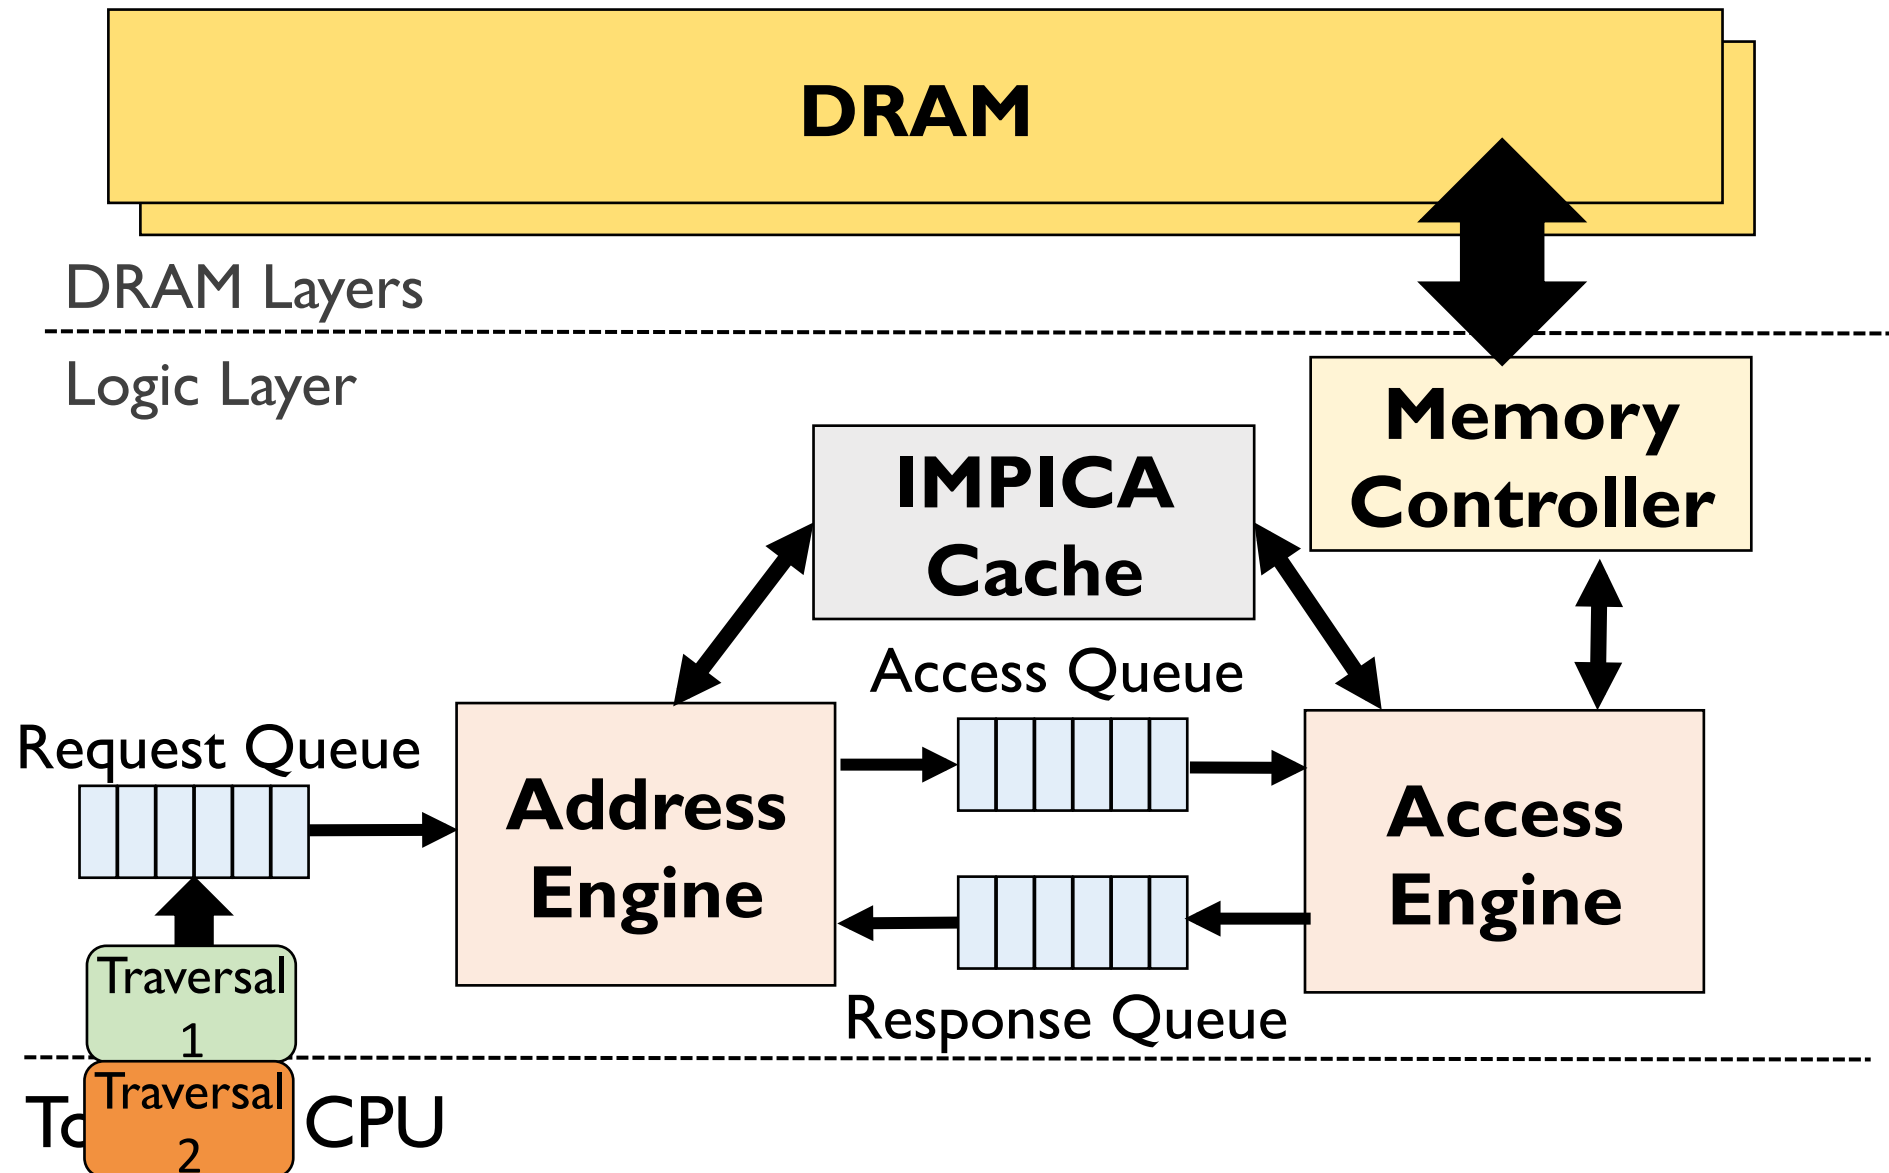 DRAM
DRAM Layers
Logic Layer
Memory
Controller
IMPICA
Cache
Access Queue
Request Queue
Address
Engine
Access
Engine
Response Queue
Traversal
1
Traversal
2
CPU